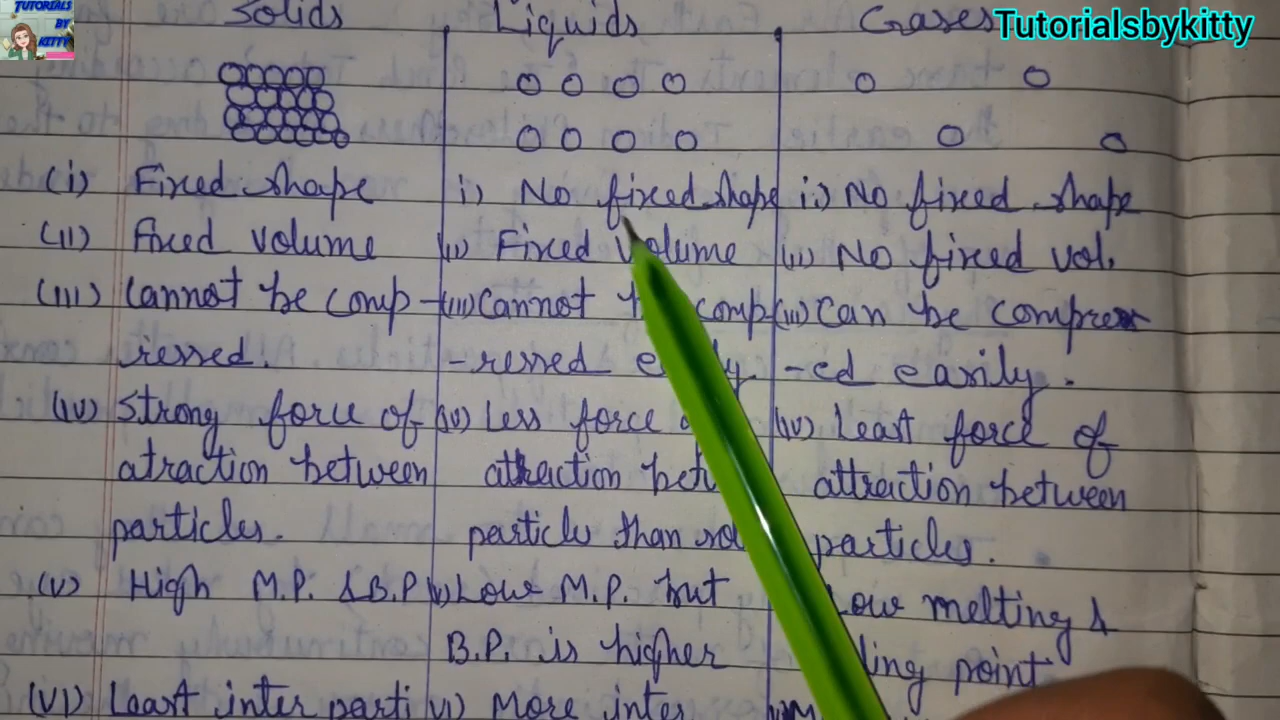 TUTORIALS
BY
KITTY
Tutorialsbykitty
Solids
(i) Fixed shape
(ii) Fixed volume
(iii) Cannot be comp-
ressed.
(iv) Strong force of
atraction between
particles.
(v) High M.P. & B.P
(vi) Least inter parti
Liquids
i) No fixed shape
(ii) Fixed Volume
(iii) Cannot comp
-ressed
(iv) Less force
attraction
particle than
v) Low M.P. but
B.P. is higher
vi) More inter
Gases
i) No fixed shape
(ii) No fixed vol.
(iii) Can be compress
-ed easily.
(iv) Least force of
attraction between
particles.
Low melting &
point